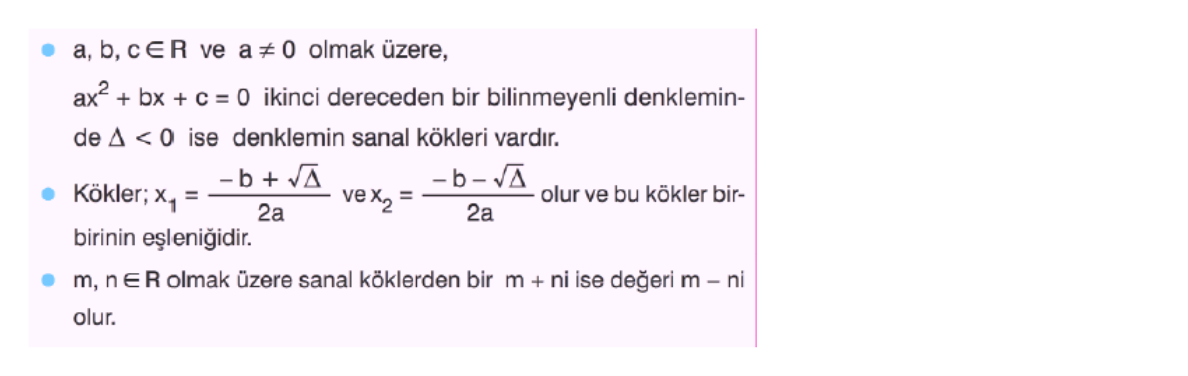 • a, b, c ∈ R ve a ≠ 0 olmak üzere,
ax² + bx + c = 0 ikinci dereceden bir bilinmeyenli denklemin-
de Δ < 0 ise denklemin sanal kökleri vardır.
• Kökler; x₁ = (−b + √Δ)/(2a) ve x₂ = (−b − √Δ)/(2a) olur ve bu kökler bir-
birinin eşleniğidir.
• m, n ∈ R olmak üzere sanal köklerden bir m + ni ise değeri m − ni
olur.